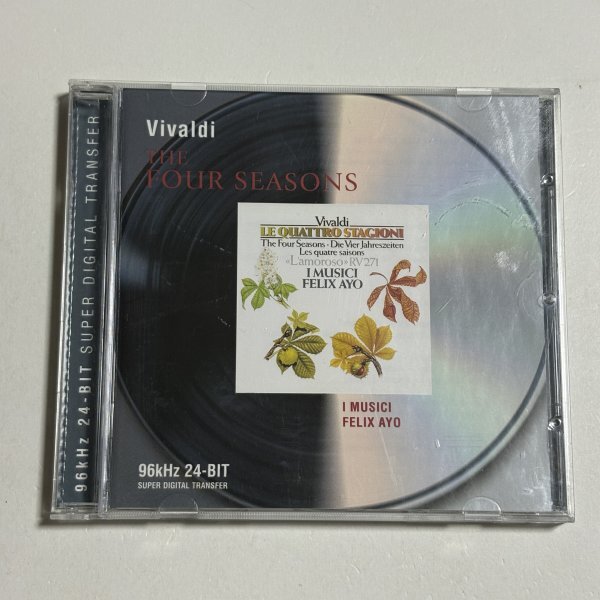 96kHz 24-BIT SUPER DIGITAL TRANSFER
Vivaldi
THE
FOUR SEASONS
Vivaldi
LE QUATTRO STAGIONI
The Four Seasons · Die Vier Jahreszeiten
Les quatre saisons
«L'amoroso» RV 271
I MUSICI
FELIX AYO
I MUSICI
FELIX AYO
96kHz 24-BIT
SUPER DIGITAL TRANSFER